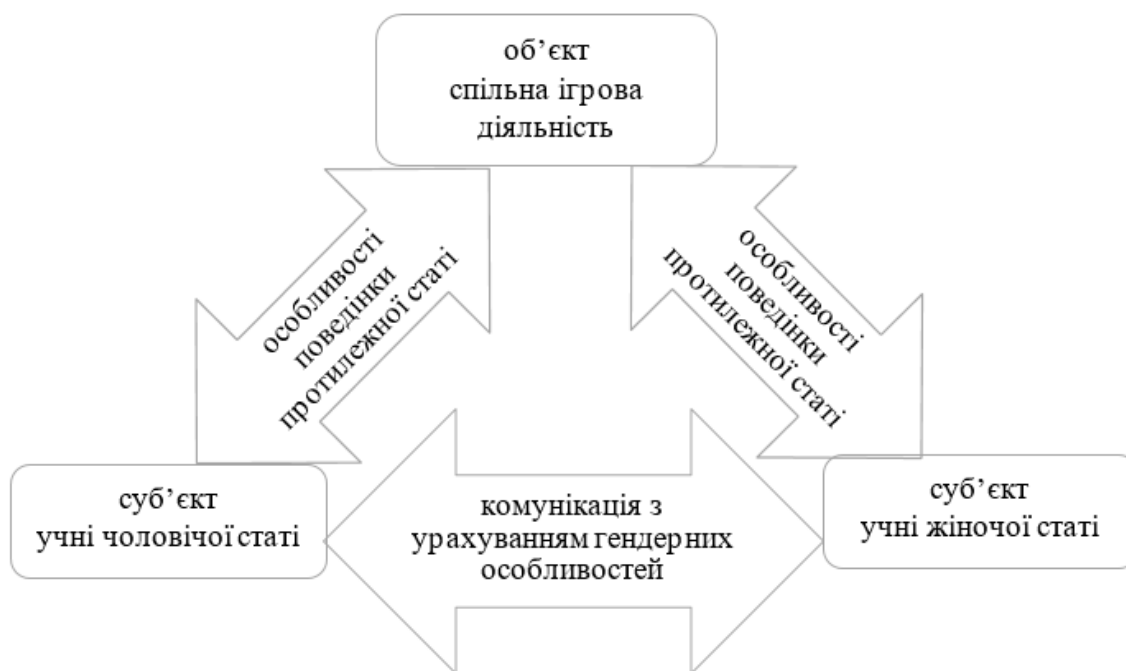 об’єкт
спільна ігрова
діяльність
особливості
поведінки
протилежної статі
особливості
поведінки
протилежної статі
суб’єкт
учні чоловічої статі
комунікація з
урахуванням гендерних
особливостей
суб’єкт
учні жіночої статі